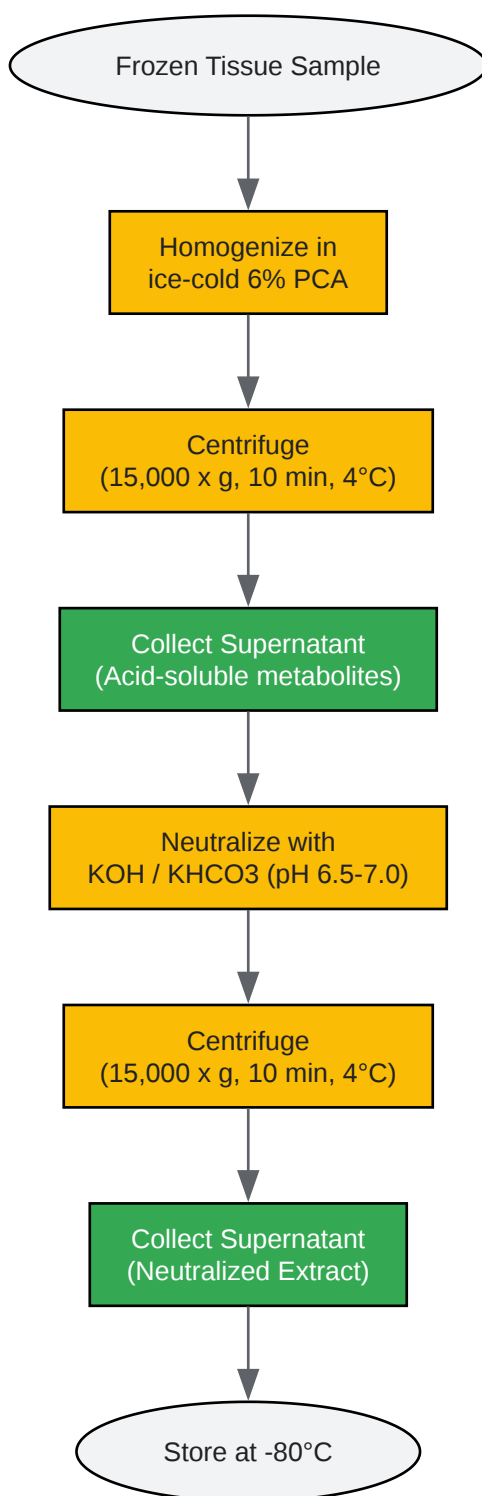 Frozen Tissue Sample
Homogenize in
ice-cold 6% PCA
Centrifuge
(15,000 x g, 10 min, 4°C)
Collect Supernatant
(Acid-soluble metabolites)
Neutralize with
KOH / KHCO3 (pH 6.5-7.0)
Centrifuge
(15,000 x g, 10 min, 4°C)
Collect Supernatant
(Neutralized Extract)
Store at -80°C